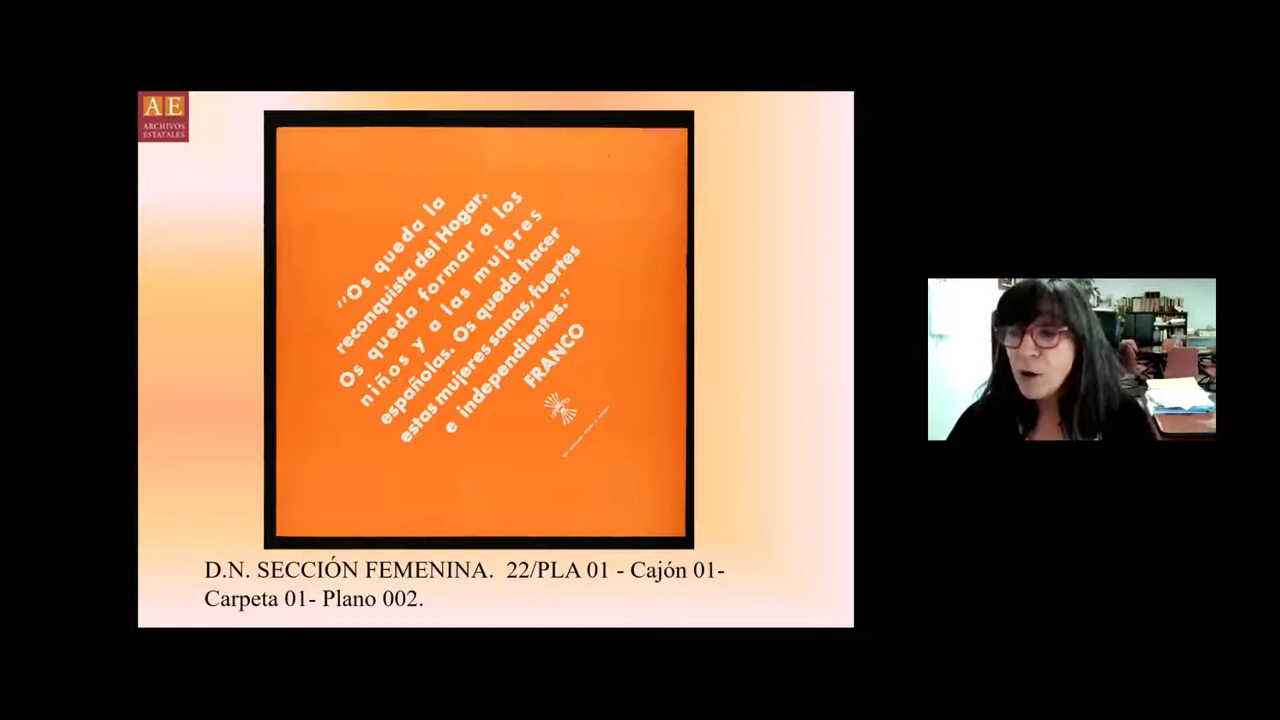 AE
ARCHIVOS
ESTATALES
“Os queda la
reconquista del Hogar.
Os queda formar a los
niños y a las mujeres
españolas. Os queda hacer
estas mujeres sanas, fuertes
e independientes.”
FRANCO
D.N. SECCIÓN FEMENINA. 22/PLA 01 - Cajón 01-
Carpeta 01- Plano 002.